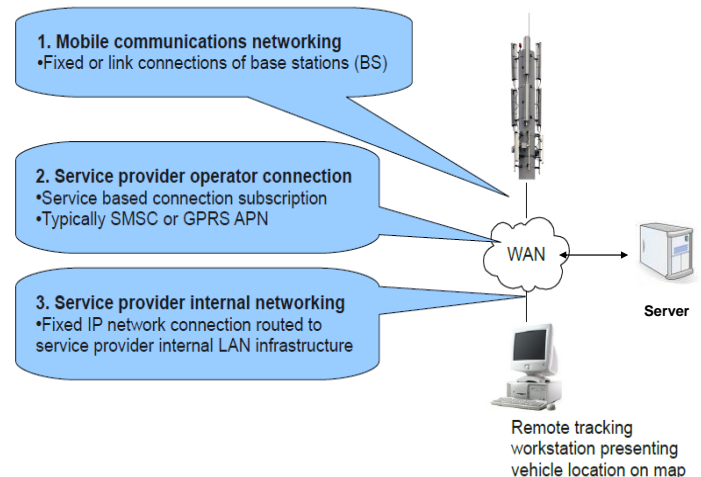 1. Mobile communications networking
•Fixed or link connections of base stations (BS)
2. Service provider operator connection
•Service based connection subscription
•Typically SMSC or GPRS APN
WAN
3. Service provider internal networking
•Fixed IP network connection routed to
service provider internal LAN infrastructure
Server
Remote tracking
workstation presenting
vehicle location on map